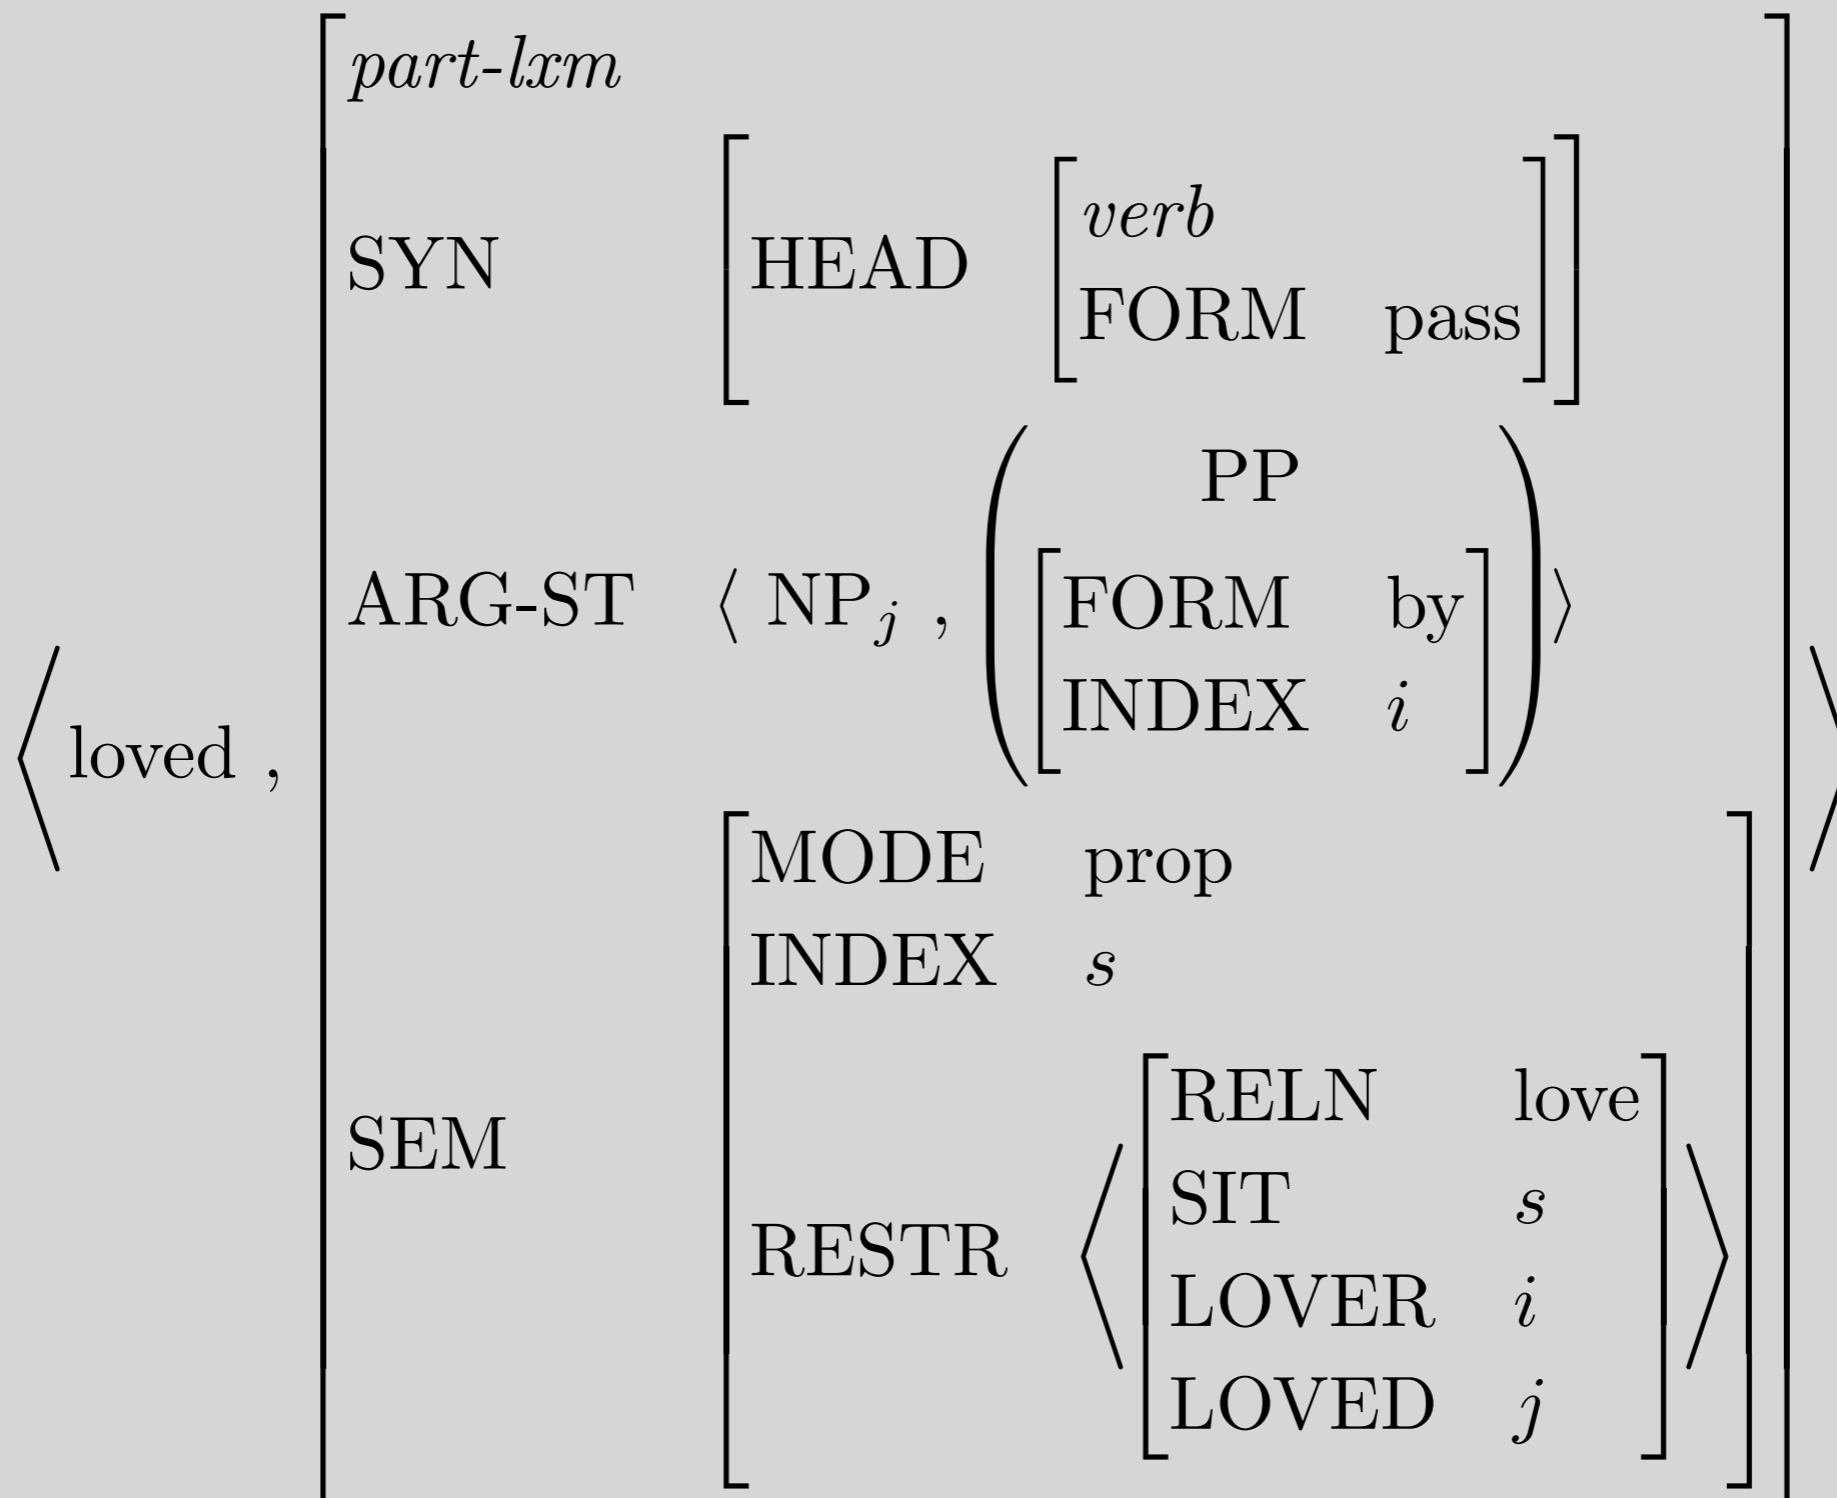 part-lxm
SYN [HEAD [verb
FORM pass]]
ARG-ST ⟨ NP_j , ( PP
[FORM by
INDEX i] ) ⟩
⟨ loved ,
[MODE prop
INDEX s
SEM
RESTR ⟨ [RELN love
SIT s
LOVER i
LOVED j] ⟩ ] ⟩